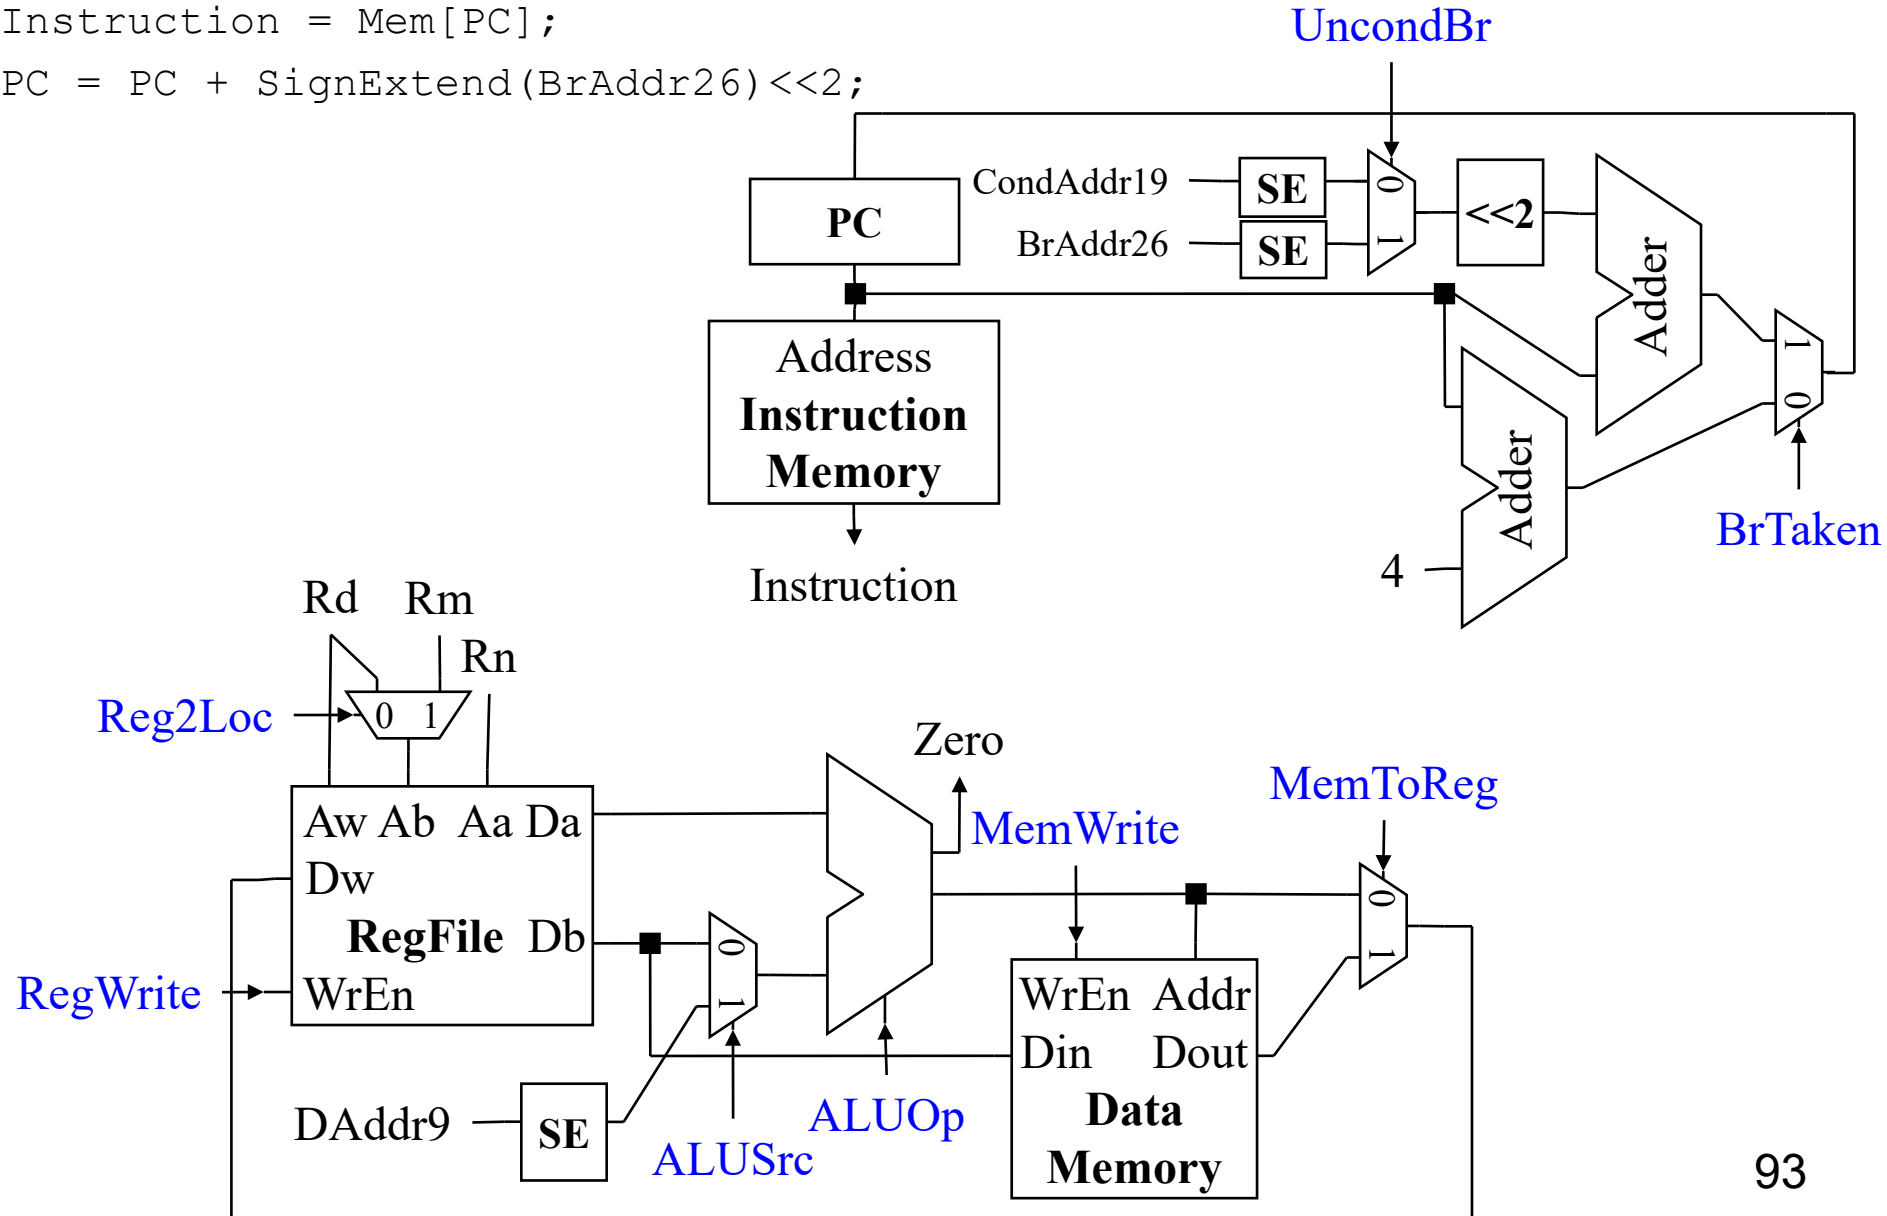 Instruction = Mem[PC];
PC = PC + SignExtend(BrAddr26)<<2;
UncondBr
CondAddr19
SE
0
BrAddr26
SE
1
<<2
PC
Adder
Address
Instruction
Memory
1
0
Adder
BrTaken
4
Instruction
Rd Rm
Rn
Reg2Loc
0 1
Zero
MemToReg
MemWrite
Aw Ab Aa Da
Dw
RegFile Db
RegWrite
WrEn
0
1
0
1
WrEn Addr
Din Dout
Data
Memory
DAddr9
SE
ALUSrc
ALUOp
93